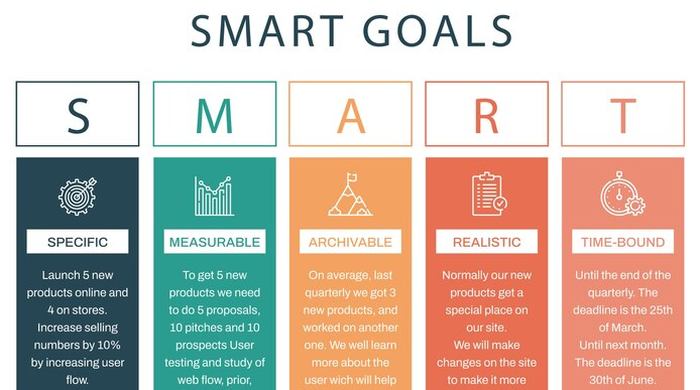 SMART GOALS
S
M
A
R
T
SPECIFIC
Launch 5 new
products online and
4 on stores.
Increase selling
numbers by 10%
by increasing user
flow.
MEASURABLE
To get 5 new
products we need
to do 5 proposals,
10 pitches and 10
prospects User
testing and study of
web flow, prior,
ARCHIVABLE
On average, last
quarterly we got 3
new products, and
worked on another
one. We well learn
more about the
user wich will help
REALISTIC
Normally our new
products get a
special place on
our site.
We will make
changes on the site
to make it more
TIME-BOUND
Until the end of the
quarterly. The
deadline is the 25th
of March.
Until next month.
The deadline is the
30th of June.